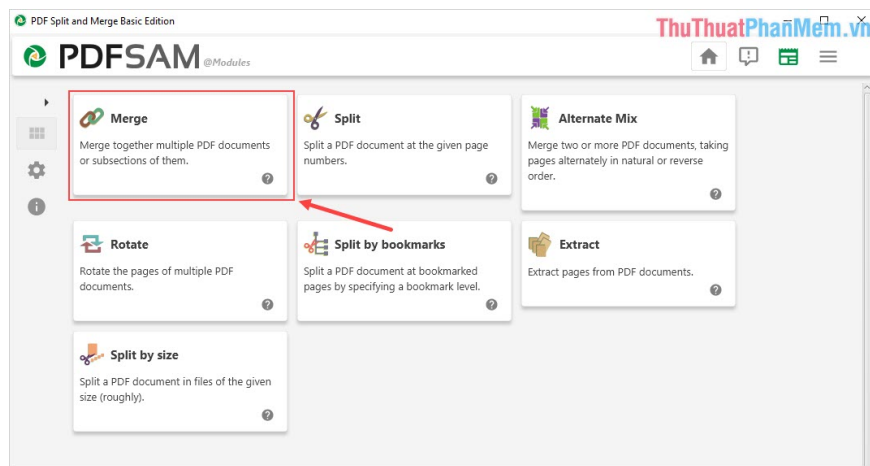 PDF Split and Merge Basic Edition
ThuThuatPhanMem.vn
PDFSAM @Modules
Merge
Merge together multiple PDF documents
or subsections of them.
Split
Split a PDF document at the given page
numbers.
Alternate Mix
Merge two or more PDF documents, taking
pages alternately in natural or reverse
order.
Rotate
Rotate the pages of multiple PDF
documents.
Split by bookmarks
Split a PDF document at bookmarked
pages by specifying a bookmark level.
Extract
Extract pages from PDF documents.
Split by size
Split a PDF document in files of the given
size (roughly).